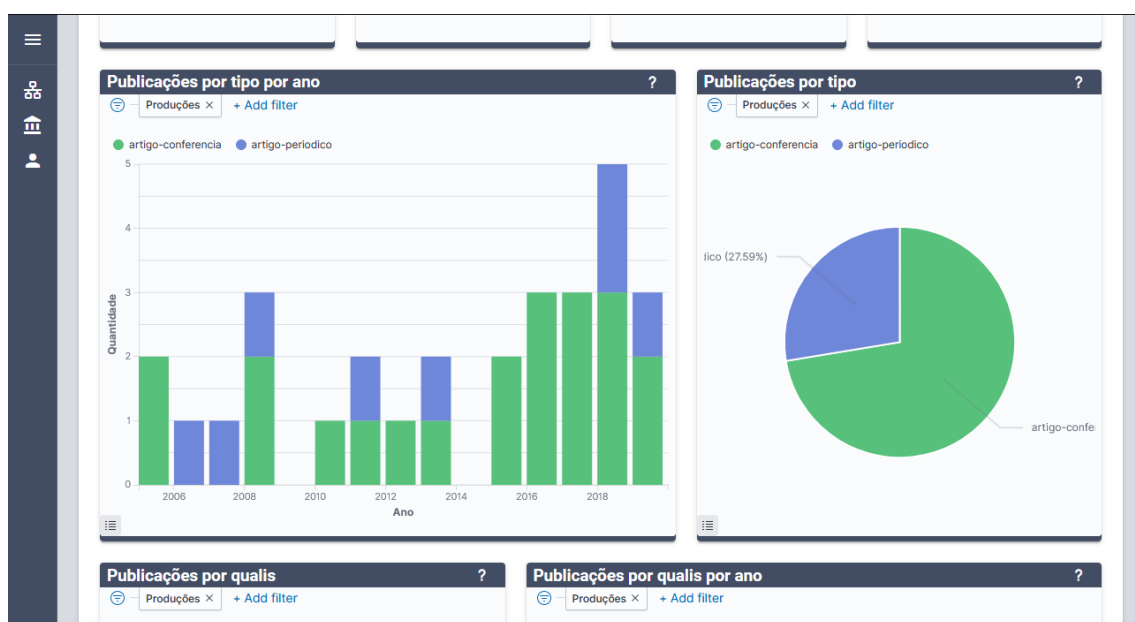 Publicações por tipo por ano ?
Produções × + Add filter
artigo-conferencia artigo-periodico
5
4
3
2
1
0
Quantidade
2006 2008 2010 2012 2014 2016 2018
Ano
Publicações por tipo ?
Produções × + Add filter
artigo-conferencia artigo-periodico
dico (27.59%)
artigo-confe
Publicações por qualis ?
Produções × + Add filter
Publicações por qualis por ano ?
Produções × + Add filter